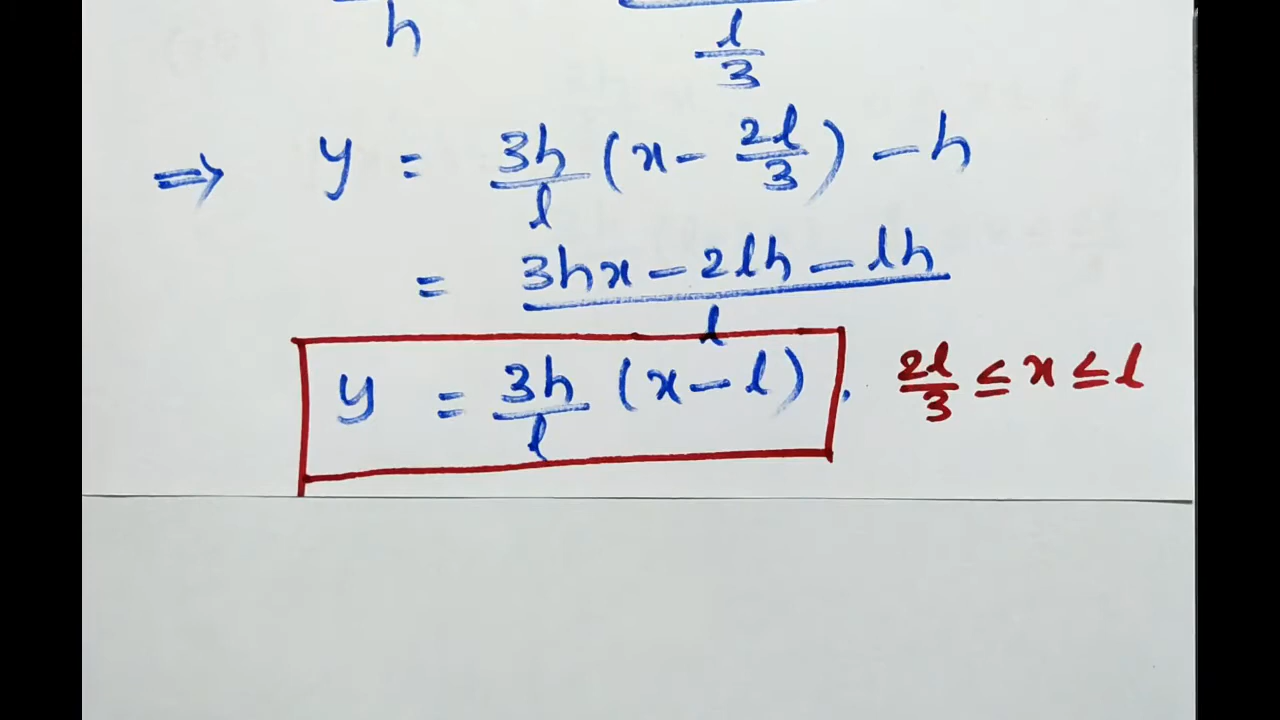 h l/3
⇒ y = 3h/l (x - 2l/3) - h
= 3hx - 2lh - lh / l
y = 3h/l (x - l) . 2l/3 ≤ x ≤ l